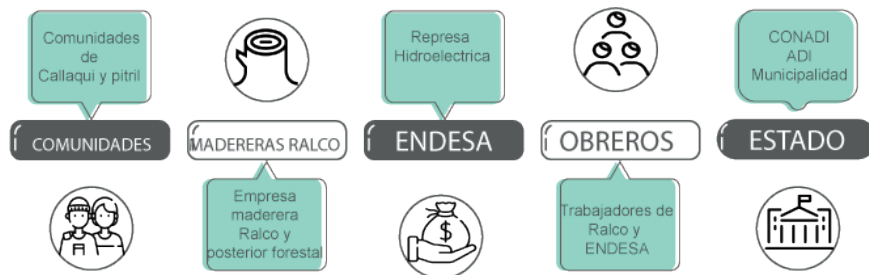 Comunidades
de
Callaqui y pitril
COMUNIDADES
MADERERAS RALCO
Empresa
maderera
Ralco y
posterior forestal
Represa
Hidroelectrica
ENDESA
$
OBREROS
Trabajadores de
Ralco y
ENDESA
CONADI
ADI
Municipalidad
ESTADO